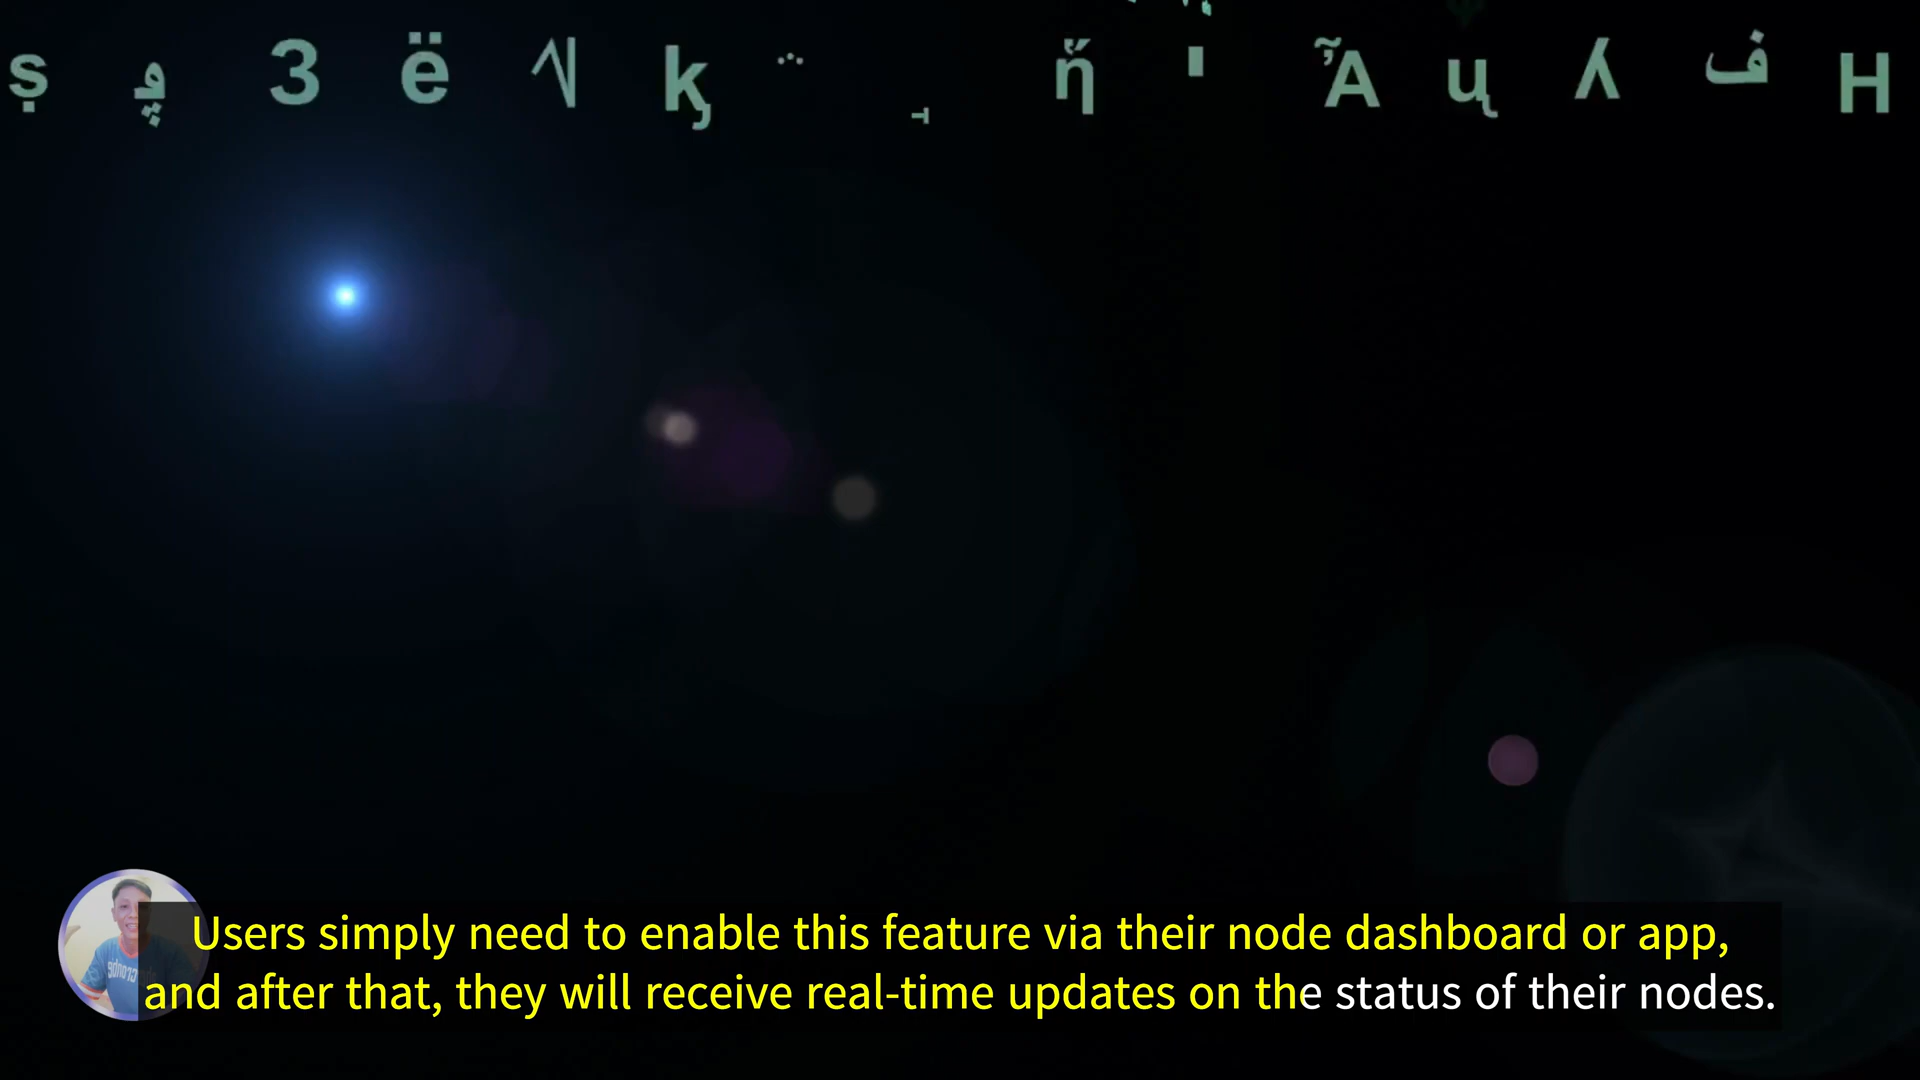 ṣ ݡ 3 ë ķ ή Ἆ ų ʎ ف H
Users simply need to enable this feature via their node dashboard or app,
and after that, they will receive real-time updates on the status of their nodes.